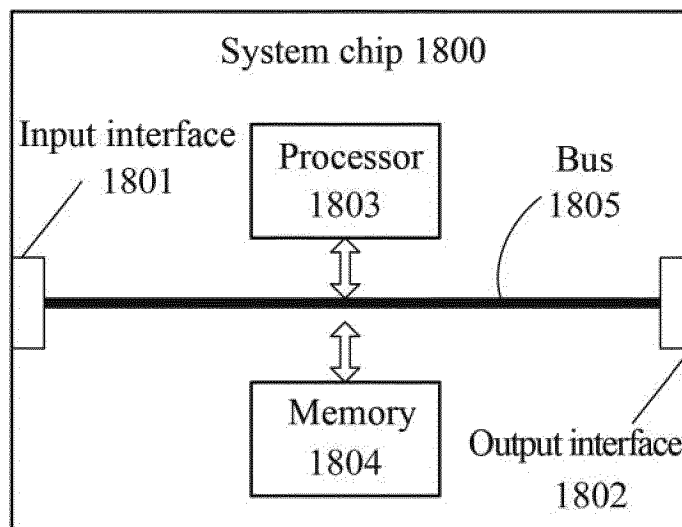 System chip 1800
Input interface
1801
Processor
1803
Bus
1805
Memory
1804
Output interface
1802